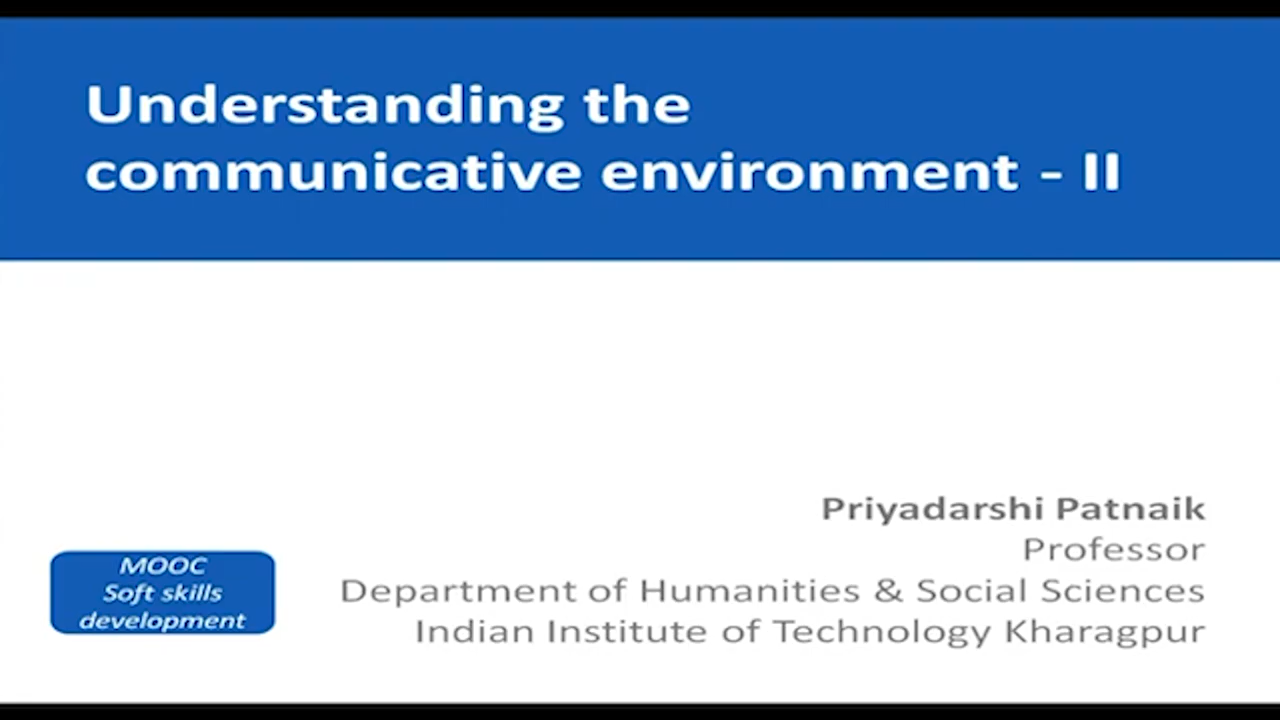 Understanding the
communicative environment - II
Priyadarshi Patnaik
Professor
Department of Humanities & Social Sciences
Indian Institute of Technology Kharagpur
MOOC
Soft skills
development